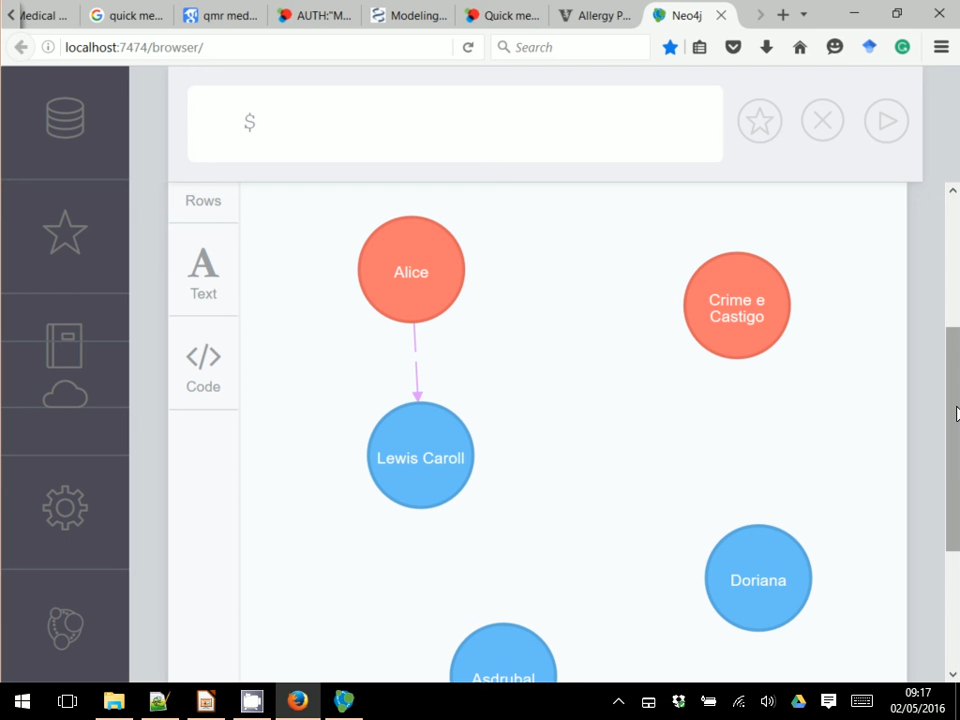 Medical ...
quick me...
qmr med...
AUTH:"M...
Modeling...
Quick me...
Allergy P...
Neo4j
localhost:7474/browser/
Search
$
Rows
Alice
Crime e
Castigo
A
Text
</>
Code
Lewis Caroll
Doriana
Asdrubal
09:17
02/05/2016